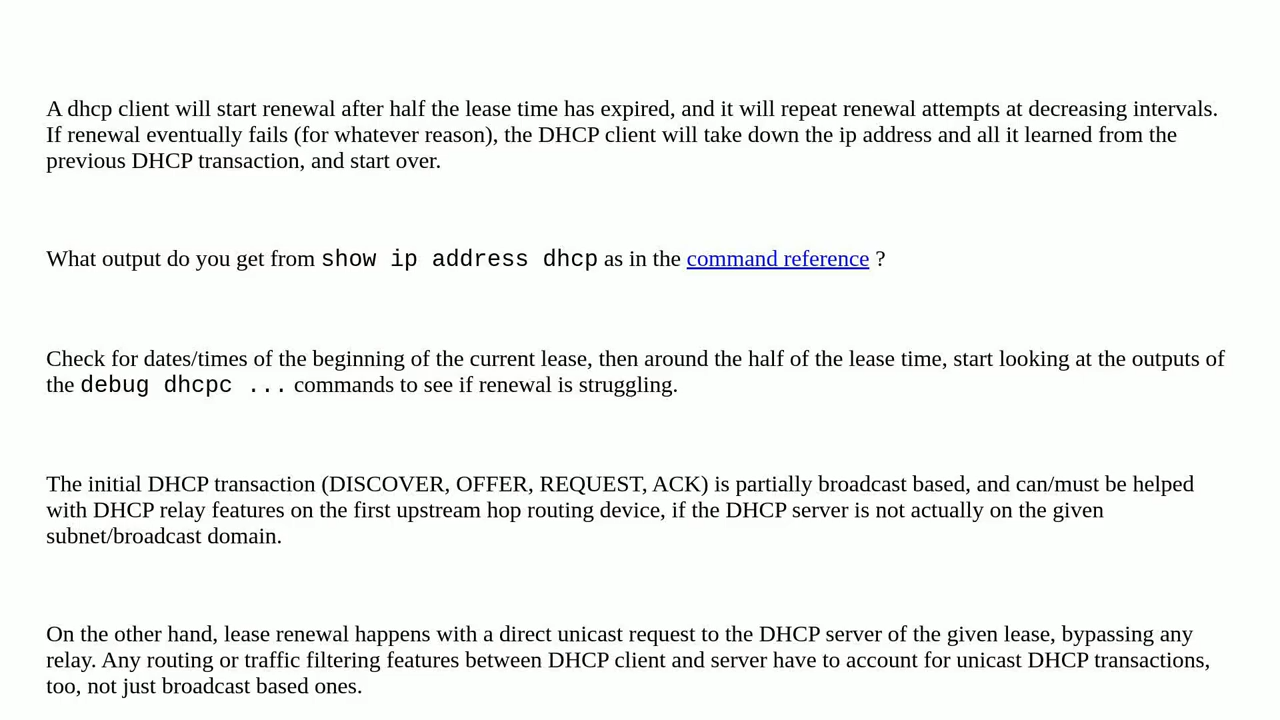 A dhcp client will start renewal after half the lease time has expired, and it will repeat renewal attempts at decreasing intervals.
If renewal eventually fails (for whatever reason), the DHCP client will take down the ip address and all it learned from the
previous DHCP transaction, and start over.
What output do you get from show ip address dhcp as in the command reference ?
Check for dates/times of the beginning of the current lease, then around the half of the lease time, start looking at the outputs of
the debug dhcpc ... commands to see if renewal is struggling.
The initial DHCP transaction (DISCOVER, OFFER, REQUEST, ACK) is partially broadcast based, and can/must be helped
with DHCP relay features on the first upstream hop routing device, if the DHCP server is not actually on the given
subnet/broadcast domain.
On the other hand, lease renewal happens with a direct unicast request to the DHCP server of the given lease, bypassing any
relay. Any routing or traffic filtering features between DHCP client and server have to account for unicast DHCP transactions,
too, not just broadcast based ones.